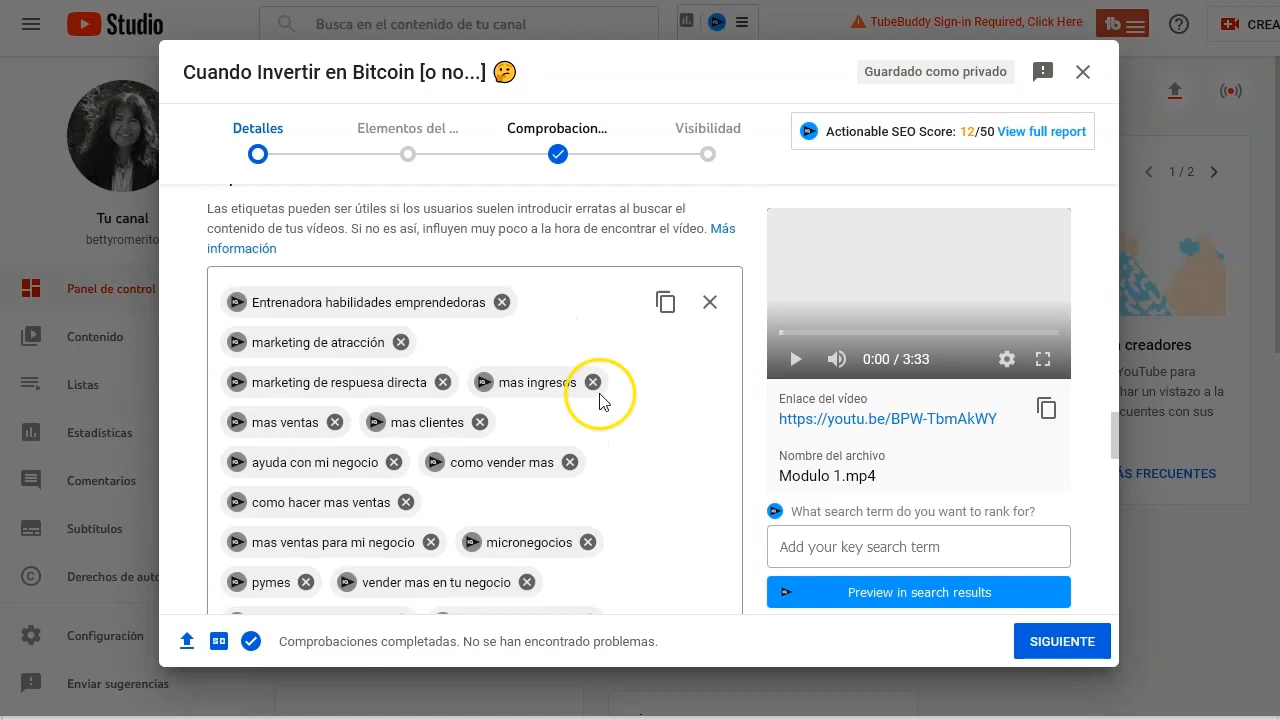 Studio
Busca en el contenido de tu canal
TubeBuddy Sign-in Required, Click Here
tb
CREA
Cuando Invertir en Bitcoin [o no...] 🤔
Guardado como privado
Detalles
Elementos del ...
Comprobacion...
Visibilidad
Actionable SEO Score: 12/50 View full report
1 / 2
Las etiquetas pueden ser útiles si los usuarios suelen introducir erratas al buscar el
contenido de tus vídeos. Si no es así, influyen muy poco a la hora de encontrar el vídeo. Más
información
Entrenadora habilidades emprendedoras
marketing de atracción
marketing de respuesa directa
mas ingresos
mas ventas
mas clientes
ayuda con mi negocio
como vender mas
como hacer mas ventas
mas ventas para mi negocio
micronegocios
pymes
vender mas en tu negocio
0:00 / 3:33
Enlace del vídeo
https://youtu.be/BPW-TbmAkWY
Nombre del archivo
Modulo 1.mp4
What search term do you want to rank for?
Add your key search term
Preview in search results
Comprobaciones completadas. No se han encontrado problemas.
SIGUIENTE
Tu canal
bettyromerito
Panel de control
Contenido
Listas
Estadísticas
Comentarios
Subtítulos
Derechos de auto
Configuración
Enviar sugerencias
creadores
YouTube para
har un vistazo a la
cuentes con sus
ÁS FRECUENTES